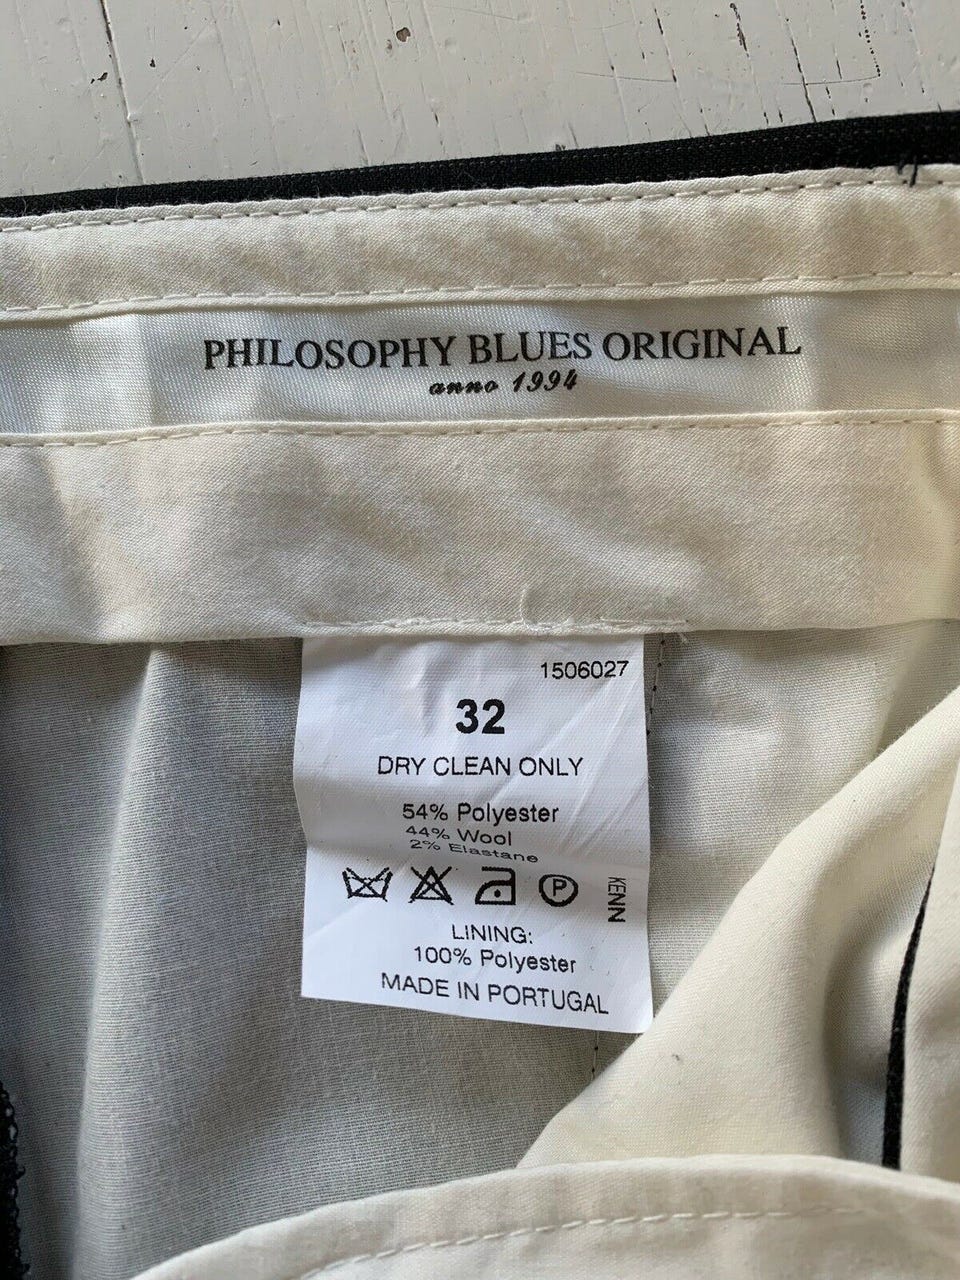 PHILOSOPHY BLUES ORIGINAL
anno 1994
1506027
32
DRY CLEAN ONLY
54% Polyester
44% Wool
2% Elastane
P
KENN
LINING:
100% Polyester
MADE IN PORTUGAL